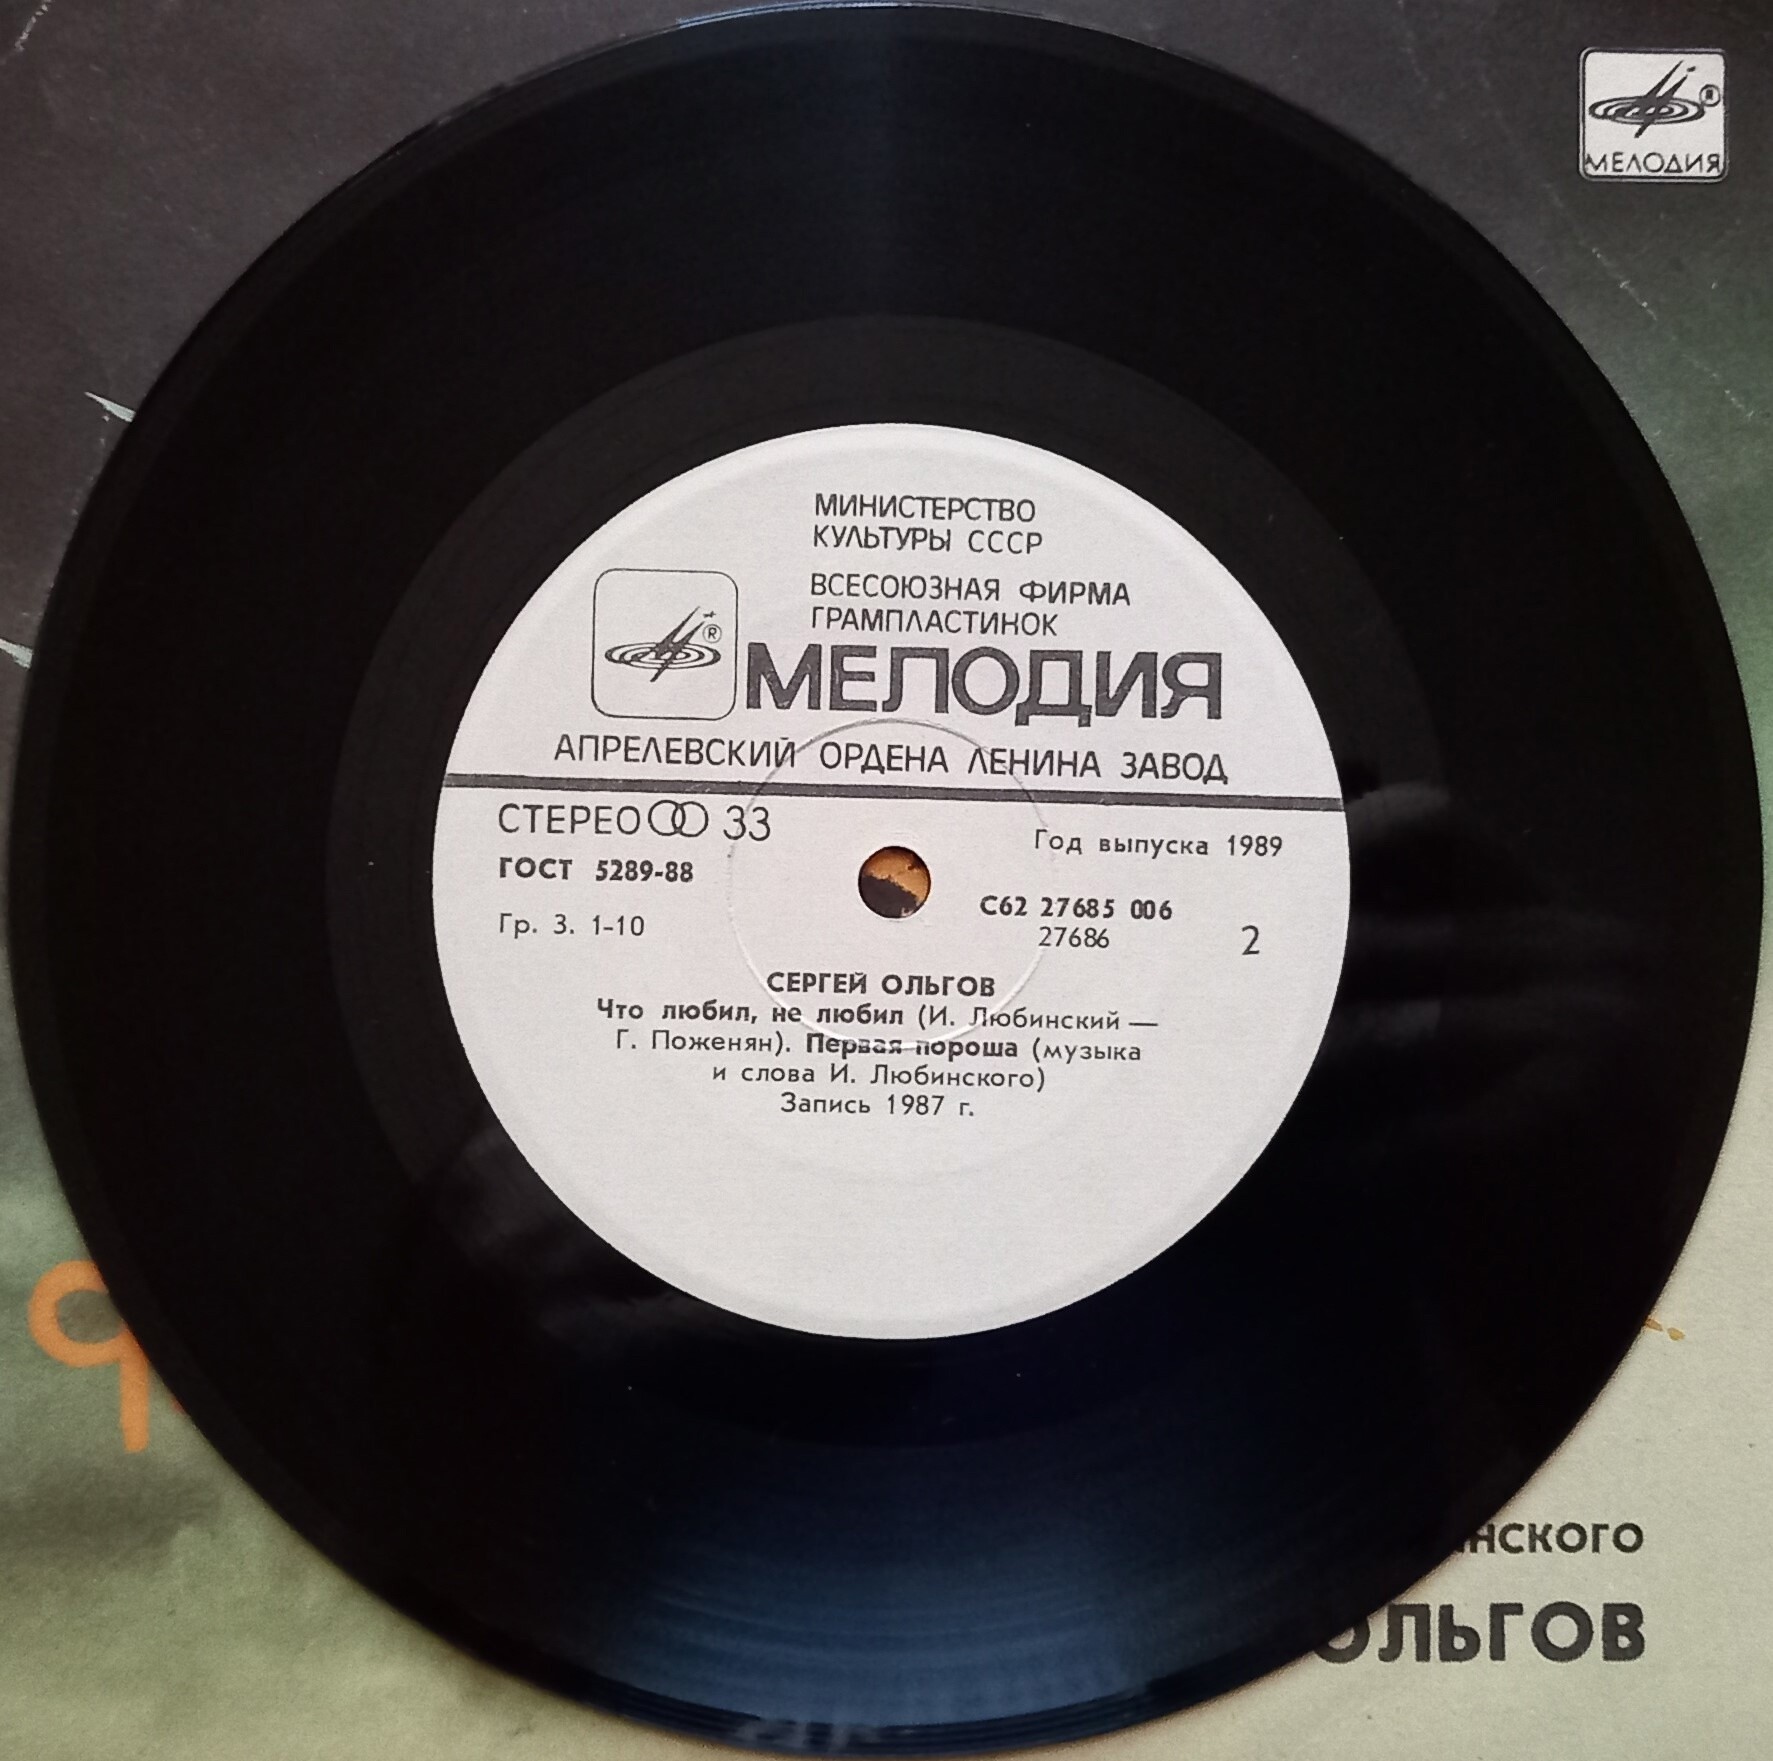 МЕЛОДИЯ
МИНИСТЕРСТВО
КУЛЬТУРЫ СССР
ВСЕСОЮЗНАЯ ФИРМА
ГРАМПЛАСТИНОК
®
МЕЛОДИЯ
АПРЕЛЕВСКИЙ ОРДЕНА ЛЕНИНА ЗАВОД
СТЕРЕО 33
Год выпуска 1989
ГОСТ 5289-88
С62 27685 006
Гр. 3. 1-10
27686
2
СЕРГЕЙ ОЛЬГОВ
Что любил, не любил (И. Любинский —
Г. Поженян). Первая пороша (музыка
и слова И. Любинского)
Запись 1987 г.
нского
ОЛЬГОВ